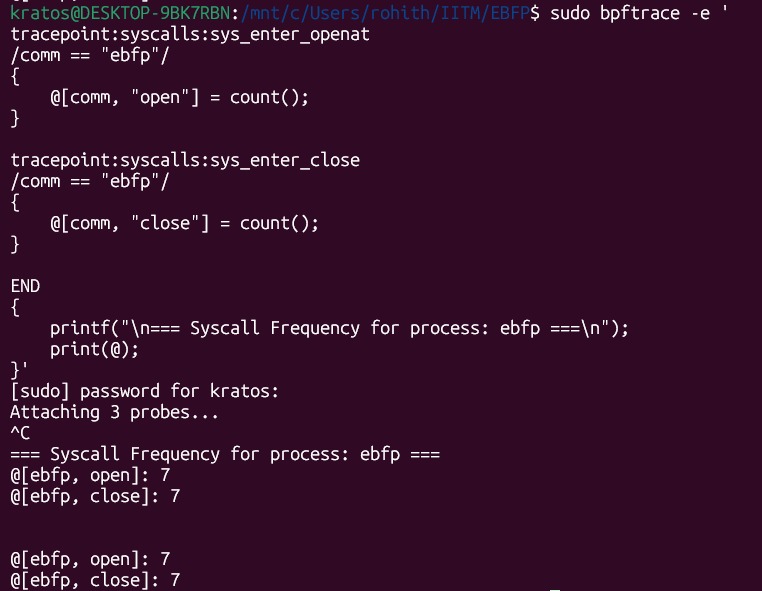 kratos@DESKTOP-9BK7RBN:/mnt/c/Users/rohith/IITM/EBFP$ sudo bpftrace -e '
tracepoint:syscalls:sys_enter_openat
/comm == "ebfp"/
{
    @[comm, "open"] = count();
}

tracepoint:syscalls:sys_enter_close
/comm == "ebfp"/
{
    @[comm, "close"] = count();
}

END
{
    printf("\n=== Syscall Frequency for process: ebfp ===\n");
    print(@);
}'
[sudo] password for kratos:
Attaching 3 probes...
^C
=== Syscall Frequency for process: ebfp ===
@[ebfp, open]: 7
@[ebfp, close]: 7


@[ebfp, open]: 7
@[ebfp, close]: 7